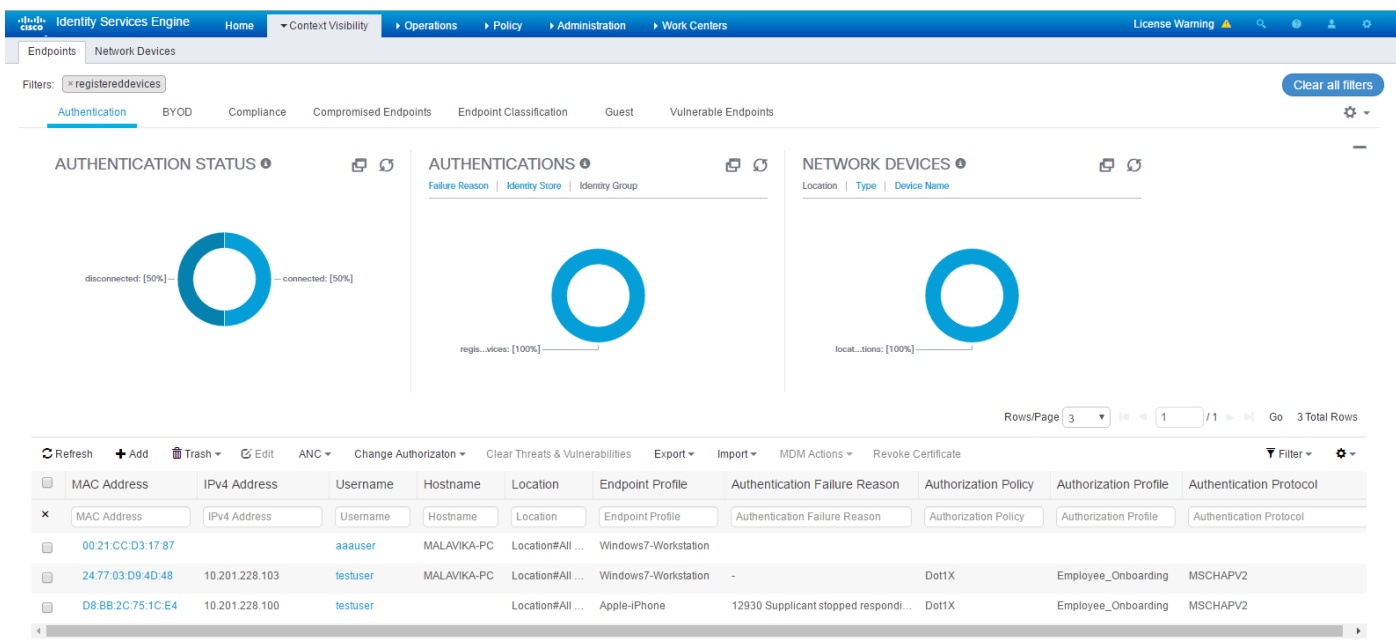 cisco Identity Services Engine Home Context Visibility Operations Policy Administration Work Centers License Warning
Endpoints Network Devices
Filters: × registereddevices Clear all filters
Authentication BYOD Compliance Compromised Endpoints Endpoint Classification Guest Vulnerable Endpoints
AUTHENTICATION STATUS AUTHENTICATIONS NETWORK DEVICES
Failure Reason | Identity Store | Identity Group Location | Type | Device Name
disconnected: [50%] connected: [50%]
regis...vices: [100%] locat...tions: [100%]
Rows/Page 3 1 / 1 Go 3 Total Rows
Refresh Add Trash Edit ANC Change Authorizaton Clear Threats & Vulnerabilities Export Import MDM Actions Revoke Certificate Filter
MAC Address IPv4 Address Username Hostname Location Endpoint Profile Authentication Failure Reason Authorization Policy Authorization Profile Authentication Protocol
× MAC Address IPv4 Address Username Hostname Location Endpoint Profile Authentication Failure Reason Authorization Policy Authorization Profile Authentication Protocol
00:21:CC:D3:17:87 aaauser MALAVIKA-PC Location#All ... Windows7-Workstation
24:77:03:D9:4D:48 10.201.228.103 testuser MALAVIKA-PC Location#All ... Windows7-Workstation - Dot1X Employee_Onboarding MSCHAPV2
D8:BB:2C:75:1C:E4 10.201.228.100 testuser Location#All ... Apple-iPhone 12930 Supplicant stopped respondi... Dot1X Employee_Onboarding MSCHAPV2